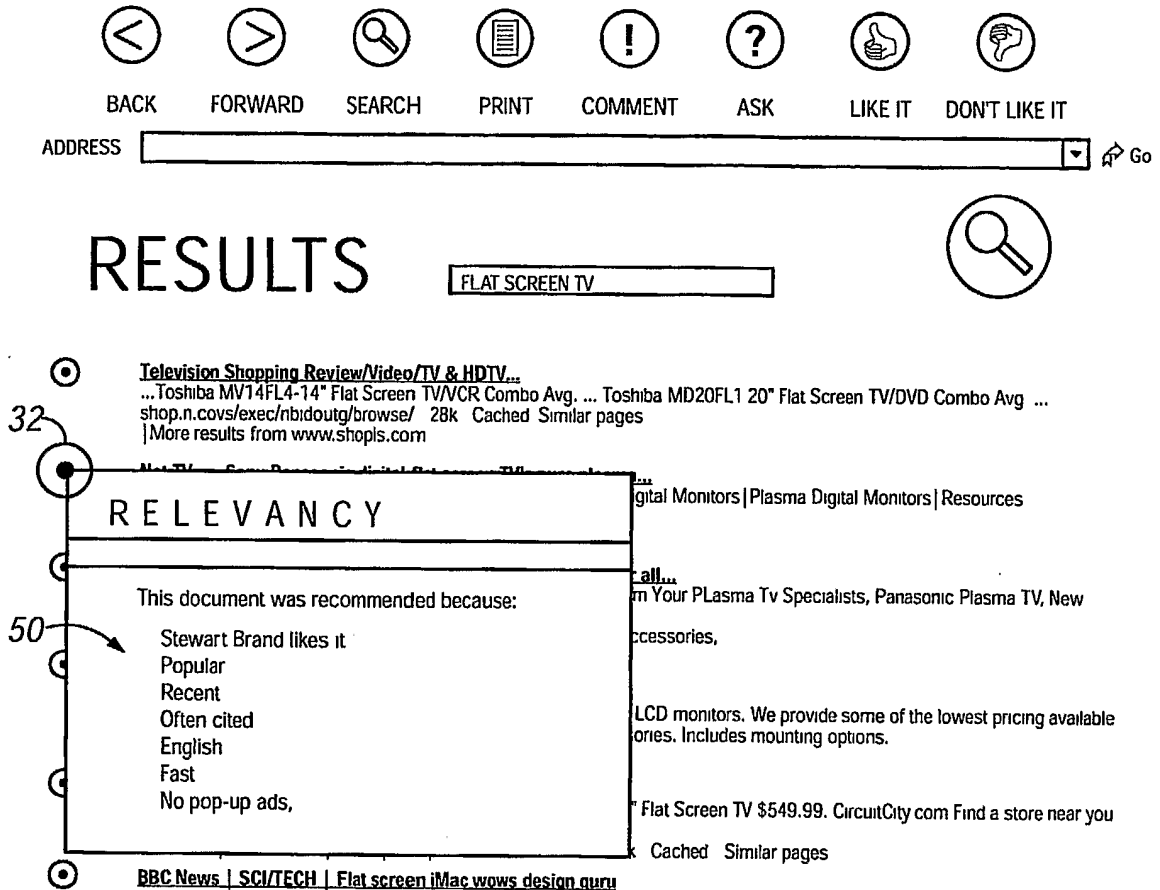 BACK FORWARD SEARCH PRINT COMMENT ASK LIKE IT DON'T LIKE IT
ADDRESS Go
RESULTS FLAT SCREEN TV
Television Shopping Review/Video/TV & HDTV...
...Toshiba MV14FL4-14" Flat Screen TV/VCR Combo Avg. ... Toshiba MD20FL1 20" Flat Screen TV/DVD Combo Avg ...
shop.n.covs/exec/nbidoutg/browse/ 28k Cached Similar pages
|More results from www.shopls.com
32
RELEVANCY
gital Monitors|Plasma Digital Monitors|Resources
all...
m Your PLasma Tv Specialists, Panasonic Plasma TV, New
This document was recommended because:
50
Stewart Brand likes it
ccessories,
Popular
Recent
Often cited
LCD monitors. We provide some of the lowest pricing available
English
ories. Includes mounting options.
Fast
No pop-up ads,
" Flat Screen TV $549.99. CircuitCity com Find a store near you
k Cached Similar pages
BBC News | SCI/TECH | Flat screen iMac wows design guru